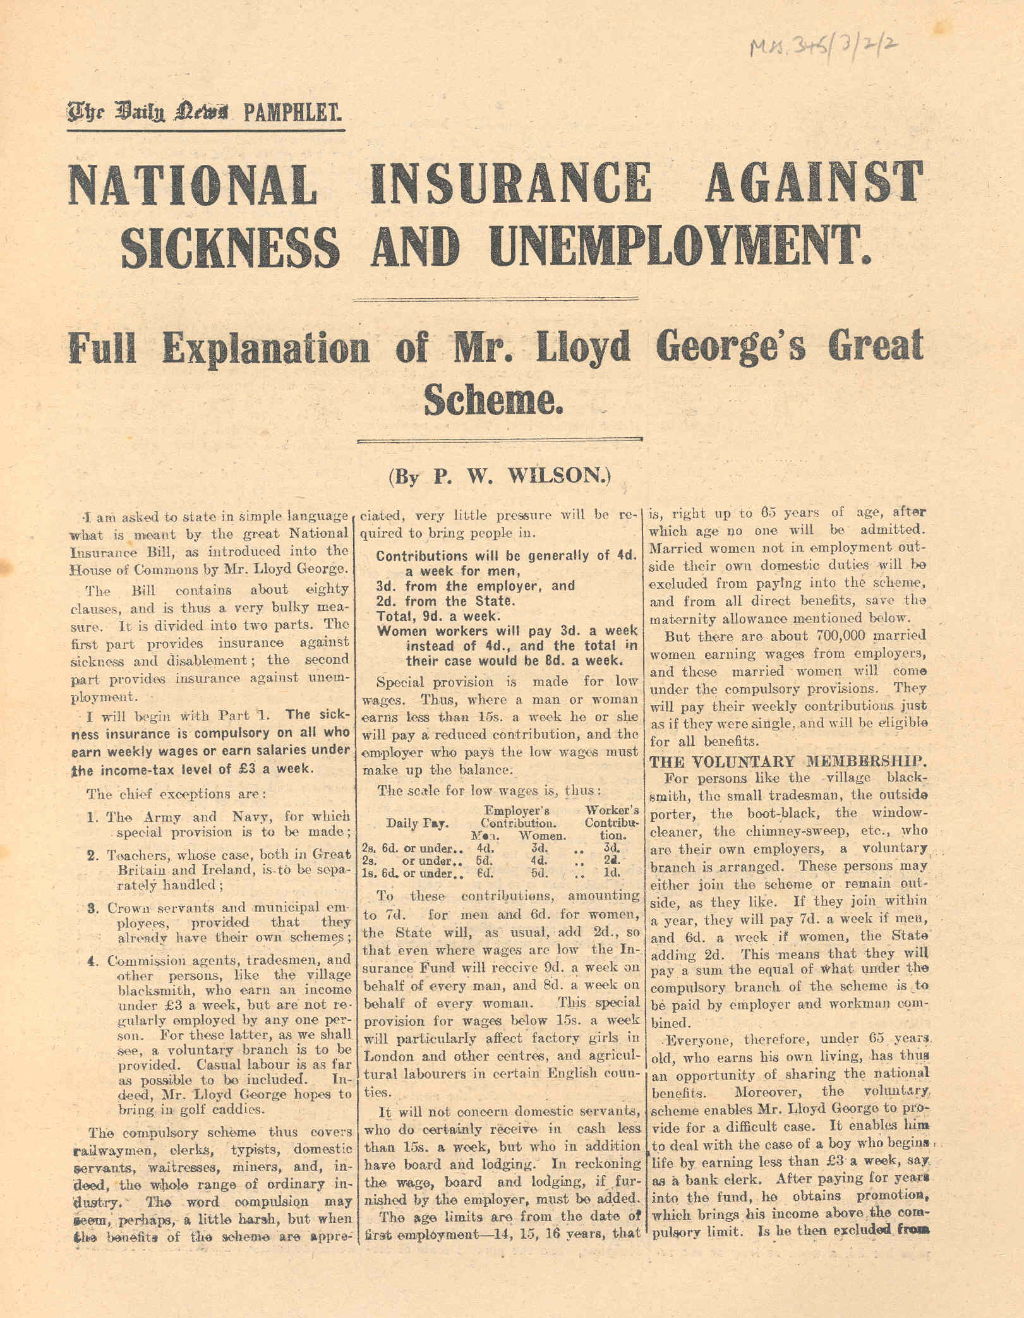 Mss. 345/3/2/2
The Daily News PAMPHLET.
NATIONAL INSURANCE AGAINST
SICKNESS AND UNEMPLOYMENT.
Full Explanation of Mr. Lloyd George's Great
Scheme.
(By P. W. WILSON.)
I am asked to state in simple language
what is meant by the great National
Insurance Bill, as introduced into the
House of Commons by Mr. Lloyd George.
The Bill contains about eighty
clauses, and is thus a very bulky mea-
sure. It is divided into two parts. The
first part provides insurance against
sickness and disablement; the second
part provides insurance against unem-
ployment.
I will begin with Part 1. The sick-
ness insurance is compulsory on all who
earn weekly wages or earn salaries under
the income-tax level of £3 a week.
The chief exceptions are:
1. The Army and Navy, for which
special provision is to be made;
2. Teachers, whose case, both in Great
Britain and Ireland, is to be sepa-
rately handled;
3. Crown servants and municipal em-
ployees, provided that they
already have their own schemes;
4. Commission agents, tradesmen, and
other persons, like the village
blacksmith, who earn an income
under £3 a week, but are not re-
gularly employed by any one per-
son. For these latter, as we shall
see, a voluntary branch is to be
provided. Casual labour is as far
as possible to be included. In-
deed, Mr. Lloyd George hopes to
bring in golf caddies.
The compulsory scheme thus covers
railwaymen, clerks, typists, domestic
servants, waitresses, miners, and, in-
deed, the whole range of ordinary in-
dustry. The word compulsion may
seem, perhaps, a little harsh, but when
the benefits of the scheme are appre-
ciated, very little pressure will be re-
quired to bring people in.
Contributions will be generally of 4d.
a week for men,
3d. from the employer, and
2d. from the State.
Total, 9d. a week.
Women workers will pay 3d. a week
instead of 4d., and the total in
their case would be 8d. a week.
Special provision is made for low
wages. Thus, where a man or woman
earns less than 15s. a week he or she
will pay a reduced contribution, and the
employer who pays the low wages must
make up the balance.
The scale for low wages is, thus:
Employer's Worker's
Daily Pay. Contribution. Contribu-
Men. Women. tion.
2s. 6d. or under.. 4d. 3d. .. 3d.
2s. or under.. 5d. 4d. .. 2d.
1s. 6d. or under.. 6d. 5d. .. 1d.
To these contributions, amounting
to 7d. for men and 6d. for women,
the State will, as usual, add 2d., so
that even where wages are low the In-
surance Fund will receive 9d. a week on
behalf of every man, and 8d. a week on
behalf of every woman. This special
provision for wages below 15s. a week
will particularly affect factory girls in
London and other centres, and agricul-
tural labourers in certain English coun-
ties.
It will not concern domestic servants,
who do certainly receive in cash less
than 15s. a week, but who in addition
have board and lodging. In reckoning
the wage, board and lodging, if fur-
nished by the employer, must be added.
The age limits are from the date of
first employment—14, 15, 16 years, that
is, right up to 65 years of age, after
which age no one will be admitted.
Married women not in employment out-
side their own domestic duties will be
excluded from paying into the scheme,
and from all direct benefits, save the
maternity allowance mentioned below.
But there are about 700,000 married
women earning wages from employers,
and these married women will come
under the compulsory provisions. They
will pay their weekly contributions just
as if they were single, and will be eligible
for all benefits.
THE VOLUNTARY MEMBERSHIP.
For persons like the village black-
smith, the small tradesman, the outside
porter, the boot-black, the window-
cleaner, the chimney-sweep, etc., who
are their own employers, a voluntary
branch is arranged. These persons may
either join the scheme or remain out-
side, as they like. If they join within
a year, they will pay 7d. a week if men,
and 6d. a week if women, the State
adding 2d. This means that they will
pay a sum the equal of what under the
compulsory branch of the scheme is to
be paid by employer and workman com-
bined.
Everyone, therefore, under 65 years
old, who earns his own living, has thus
an opportunity of sharing the national
benefits. Moreover, the voluntary
scheme enables Mr. Lloyd George to pro-
vide for a difficult case. It enables him
to deal with the case of a boy who begins
life by earning less than £3 a week, say
as a bank clerk. After paying for years
into the fund, he obtains promotion,
which brings his income above the com-
pulsory limit. Is he then excluded from